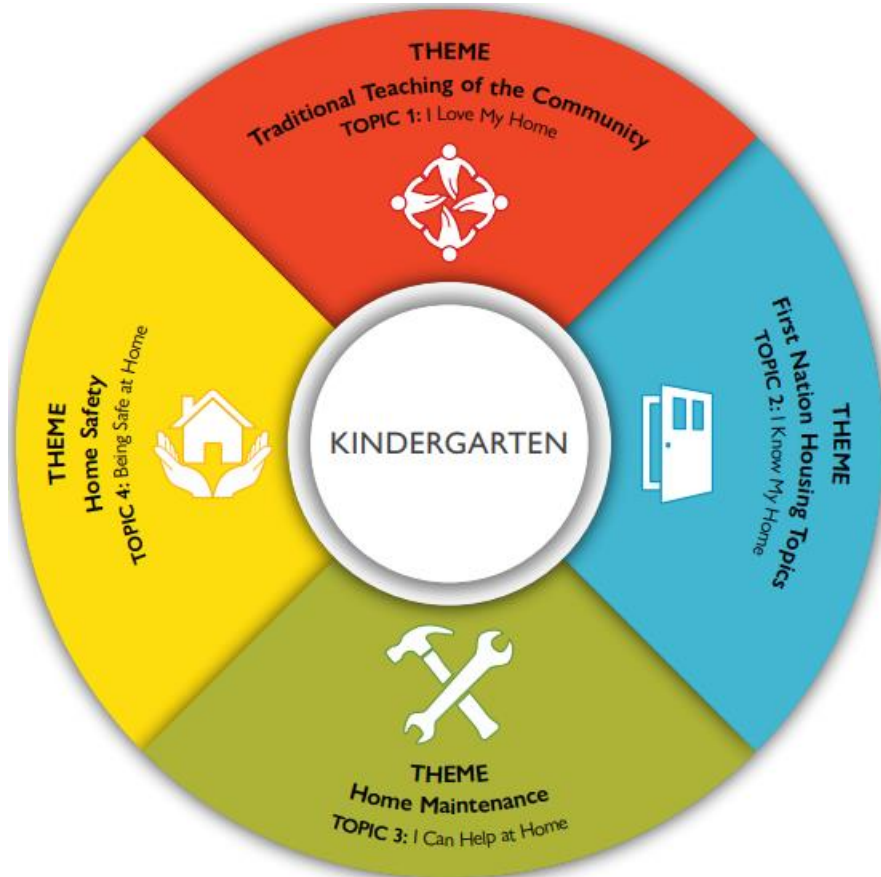 THEME
Traditional Teaching of the Community
TOPIC 1: I Love My Home
THEME
First Nation Housing Topics
TOPIC 2: I Know My Home
THEME
Home Maintenance
TOPIC 3: I Can Help at Home
THEME
Home Safety
TOPIC 4: Being Safe at Home
KINDERGARTEN